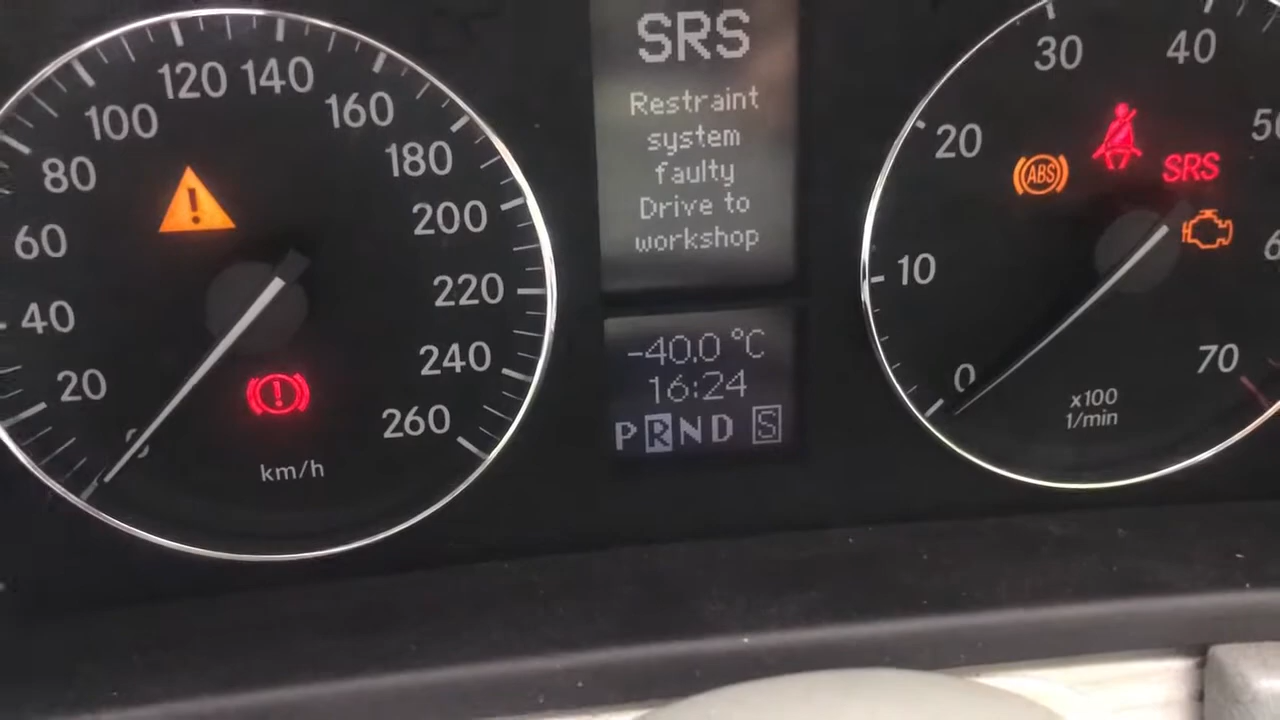 SRS
Restraint
system
faulty
Drive to
workshop
-40.0 °C
16:24
P R N D S
20
40
60
80
100
120
140
160
180
200
220
240
260
km/h
0
10
20
30
40
70
ABS
SRS
x100
1/min